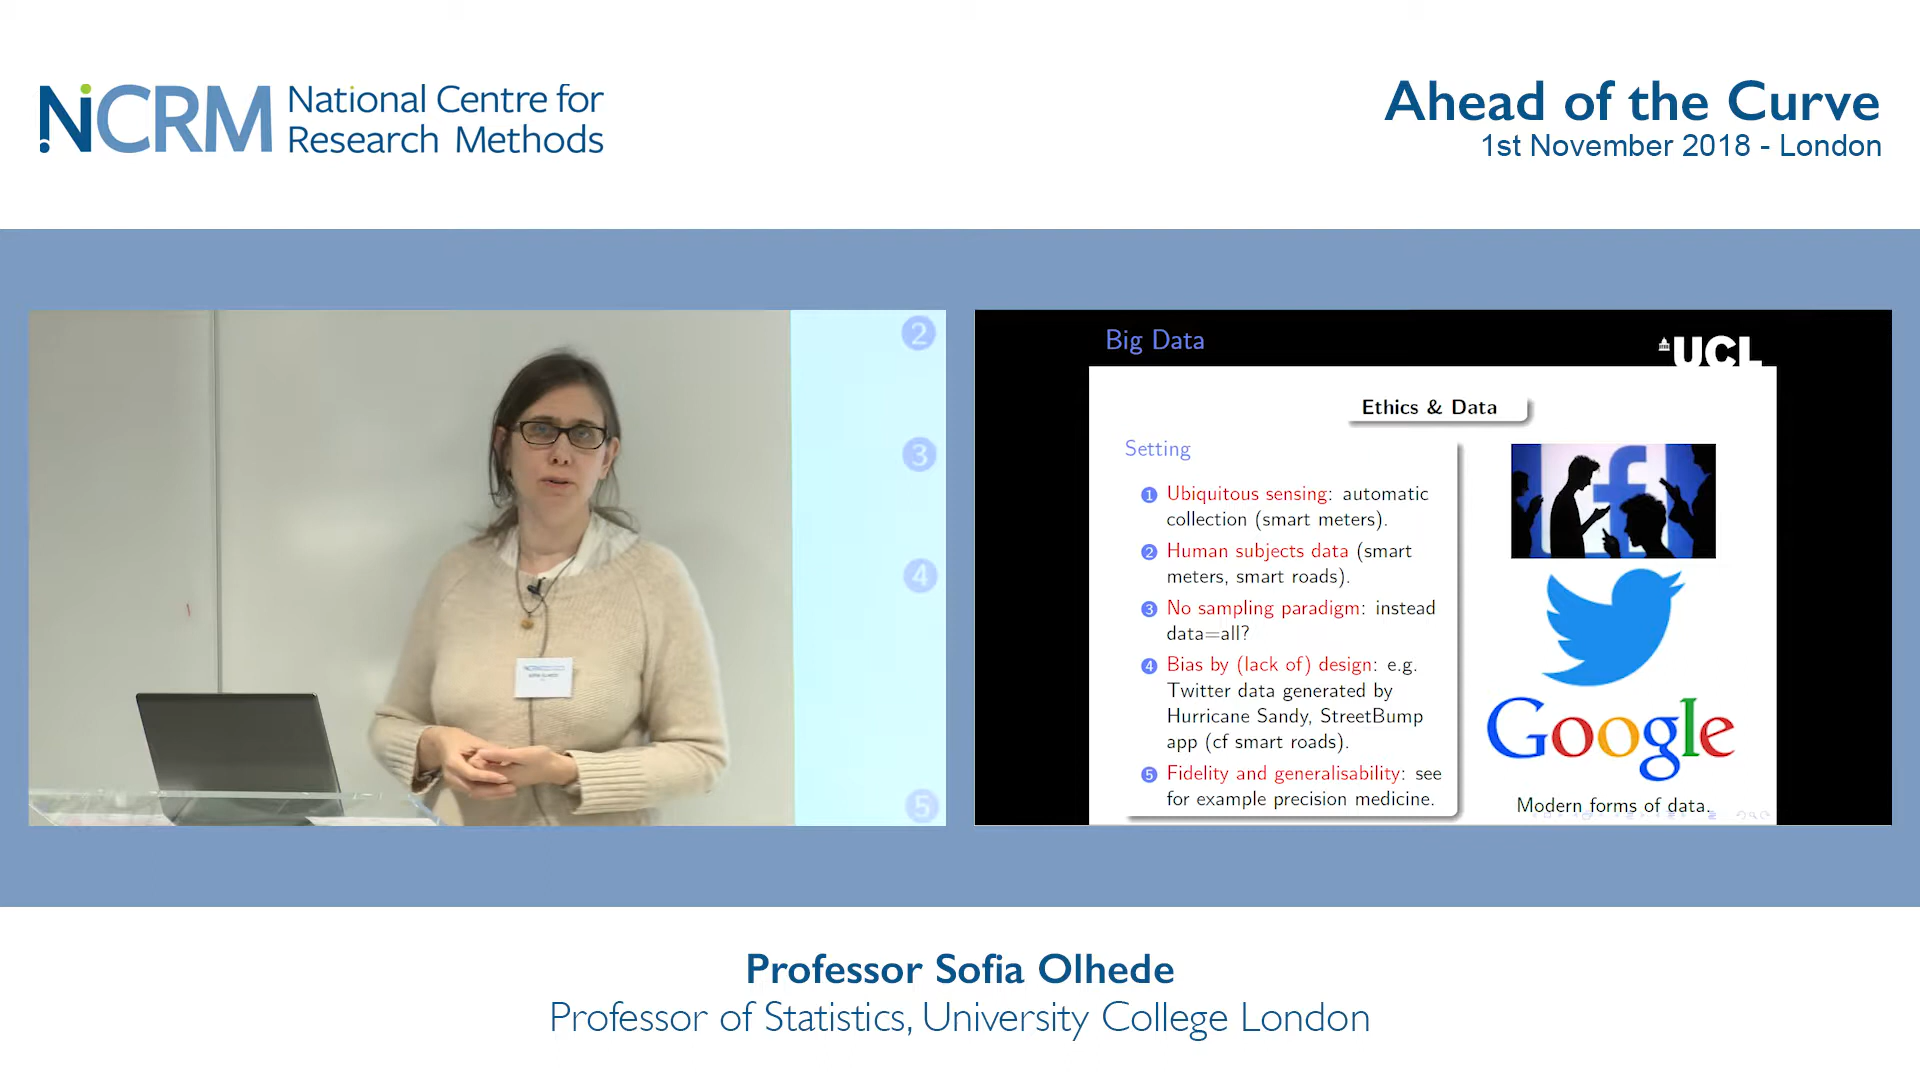 NCRM
National Centre for
Research Methods
Ahead of the Curve
1st November 2018 - London
2
3
4
5
Big Data
UCL
Ethics & Data
Setting
1 Ubiquitous sensing: automatic
collection (smart meters).
2 Human subjects data (smart
meters, smart roads).
3 No sampling paradigm: instead
data=all?
4 Bias by (lack of) design: e.g.
Twitter data generated by
Hurricane Sandy, StreetBump
app (cf smart roads).
5 Fidelity and generalisability: see
for example precision medicine.
f
Google
Modern forms of data.
Professor Sofia Olhede
Professor of Statistics, University College London